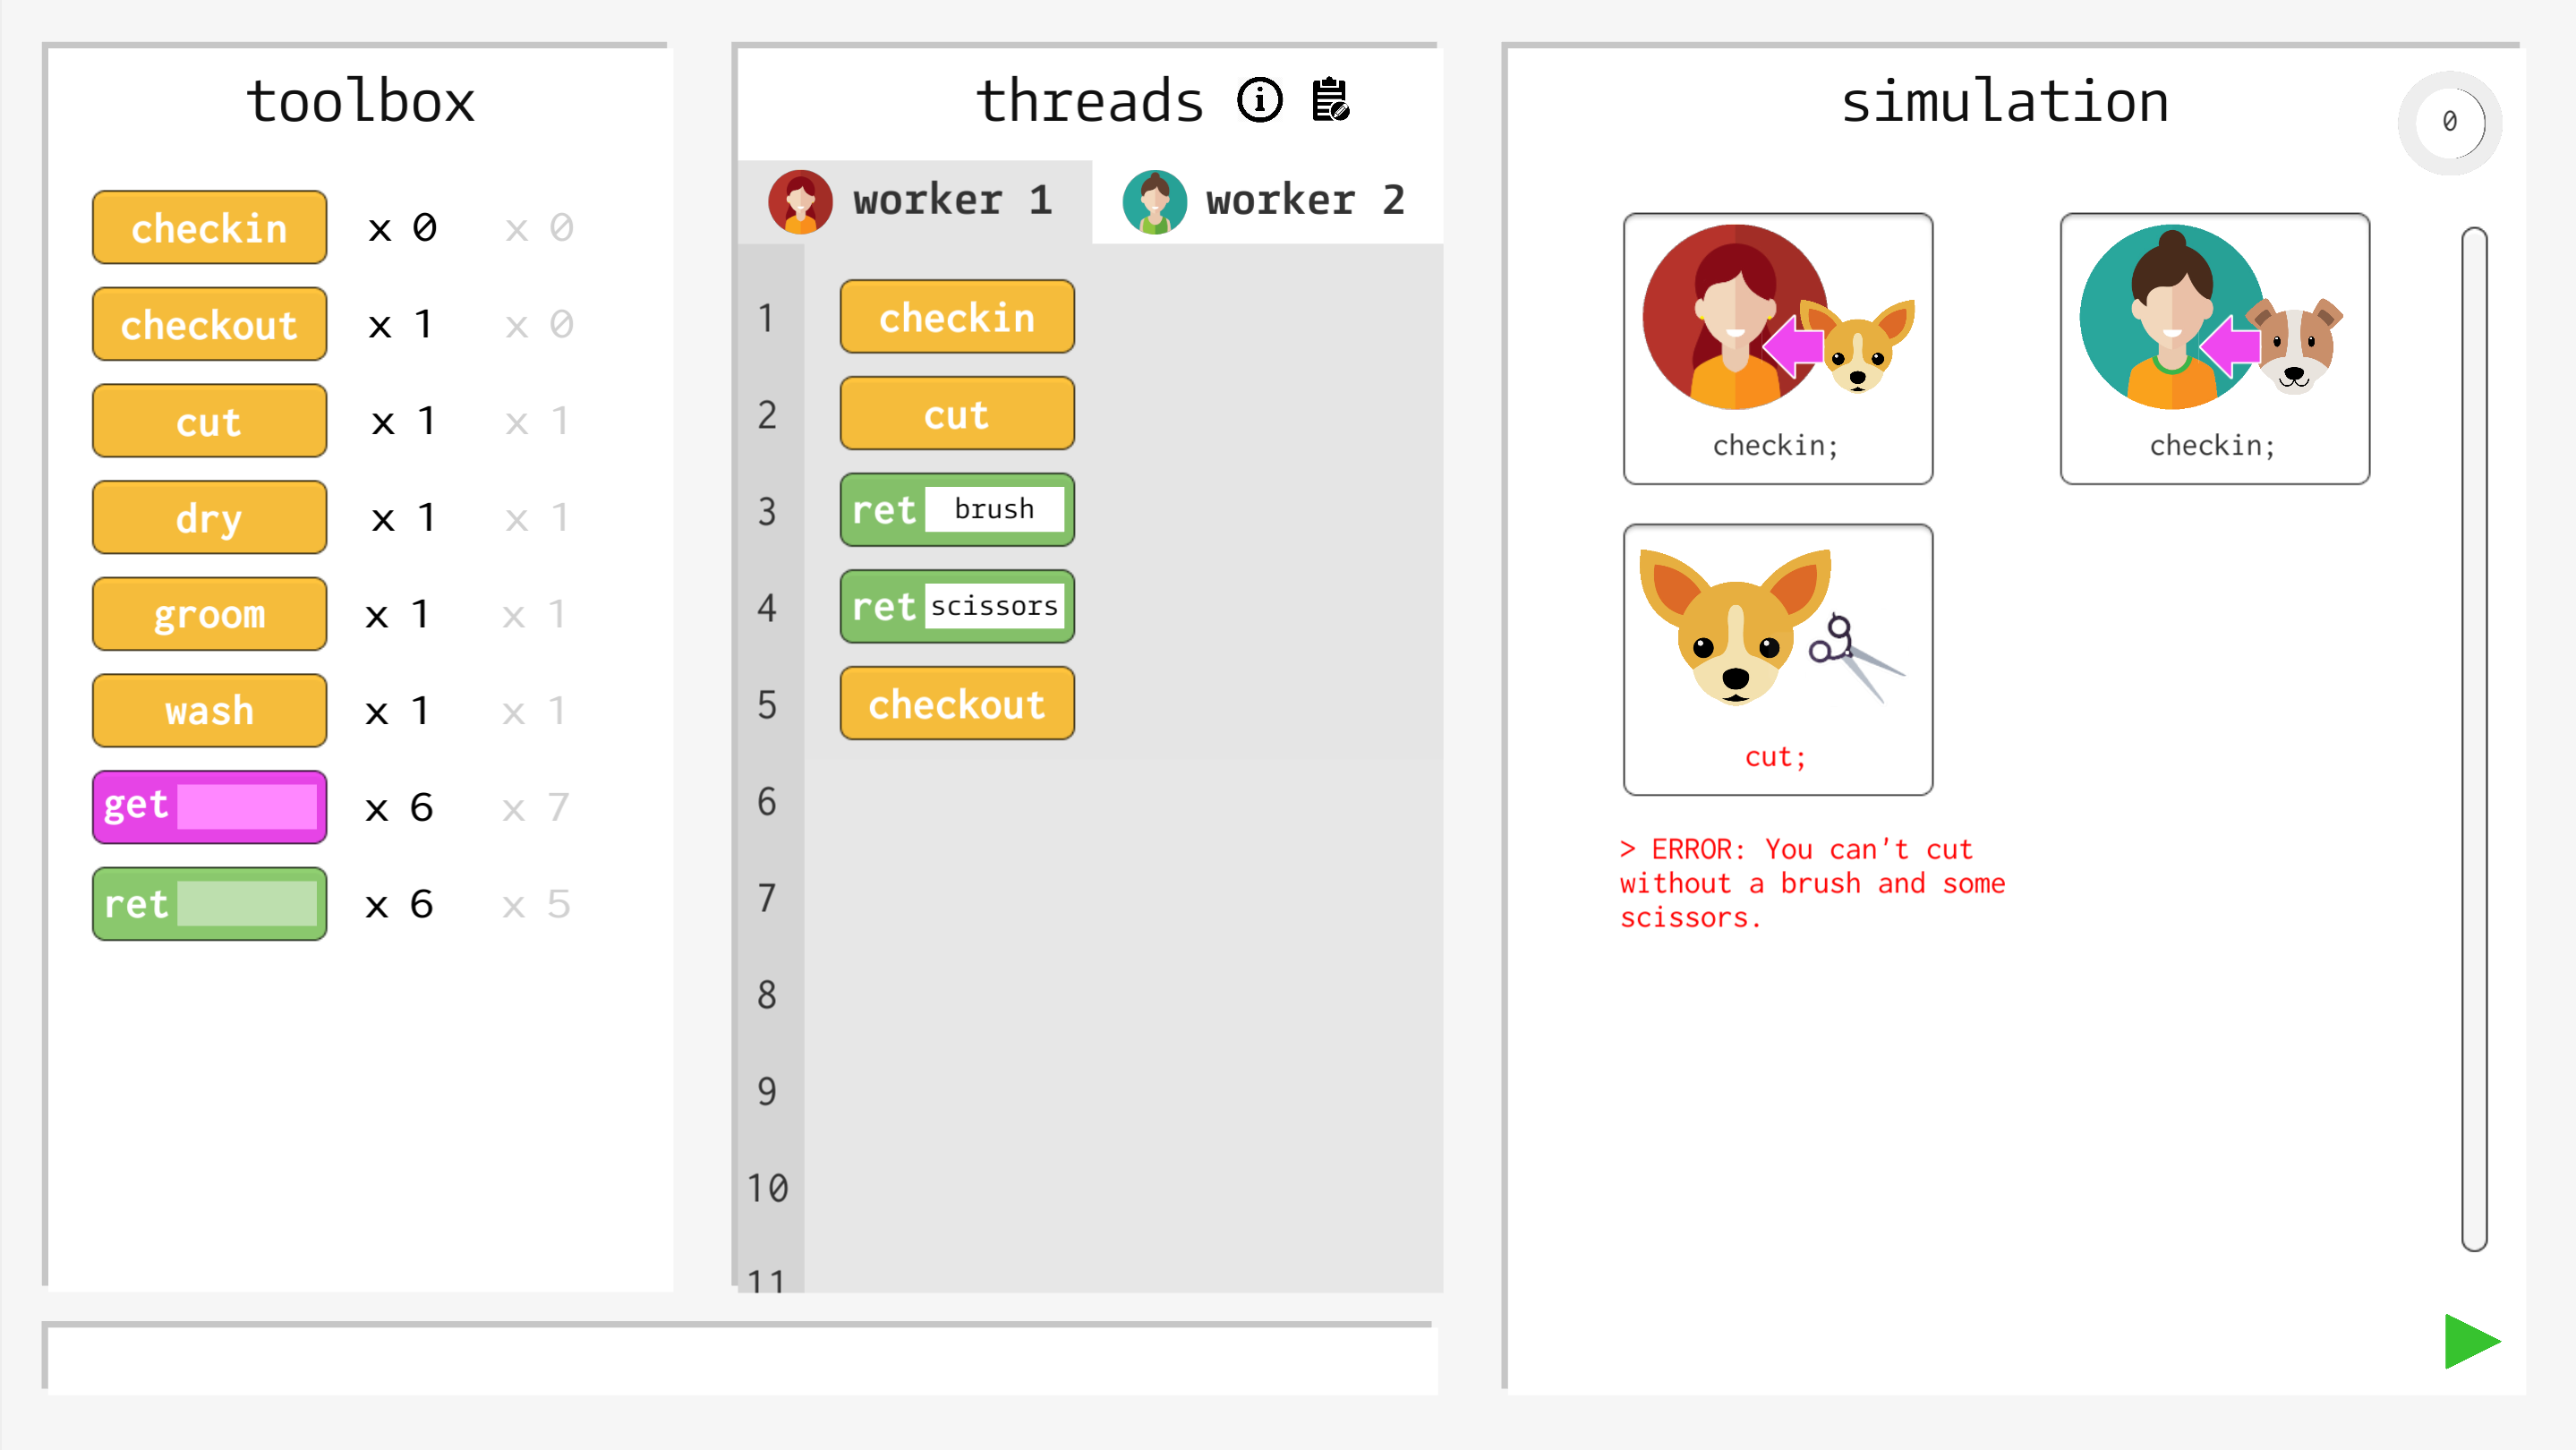 toolbox
checkin x 0 x 0
checkout x 1 x 0
cut x 1 x 1
dry x 1 x 1
groom x 1 x 1
wash x 1 x 1
get x 6 x 7
ret x 6 x 5
threads
worker 1
worker 2
1 checkin
2 cut
3 ret brush
4 ret scissors
5 checkout
6
7
8
9
10
11
simulation
0
checkin;
checkin;
cut;
> ERROR: You can't cut
without a brush and some
scissors.